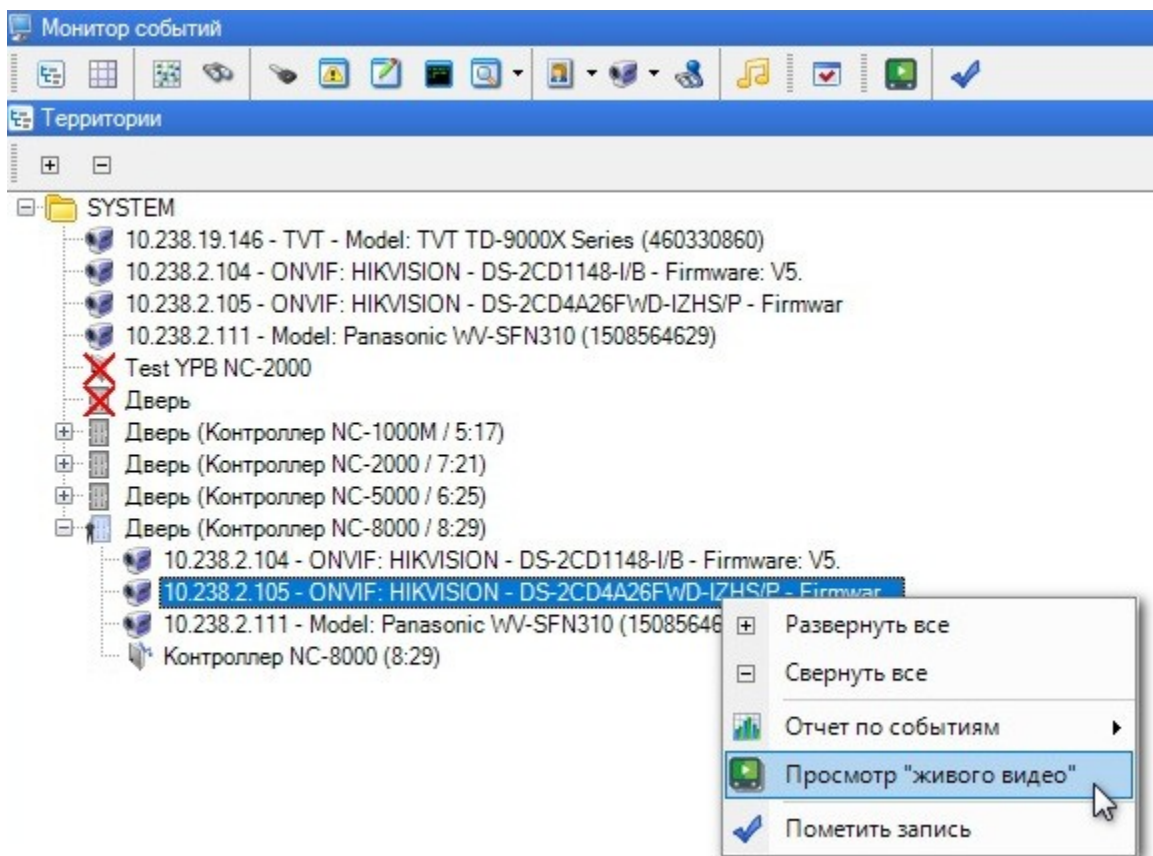 Монитор событий
Территории
SYSTEM
10.238.19.146 - TVT - Model: TVT TD-9000X Series (460330860)
10.238.2.104 - ONVIF: HIKVISION - DS-2CD1148-I/B - Firmware: V5.
10.238.2.105 - ONVIF: HIKVISION - DS-2CD4A26FWD-IZHS/P - Firmwar
10.238.2.111 - Model: Panasonic WV-SFN310 (1508564629)
Test YPB NC-2000
Дверь
Дверь (Контроллер NC-1000M / 5:17)
Дверь (Контроллер NC-2000 / 7:21)
Дверь (Контроллер NC-5000 / 6:25)
Дверь (Контроллер NC-8000 / 8:29)
10.238.2.104 - ONVIF: HIKVISION - DS-2CD1148-I/B - Firmware: V5.
10.238.2.105 - ONVIF: HIKVISION - DS-2CD4A26FWD-IZHS/P - Firmwar
10.238.2.111 - Model: Panasonic WV-SFN310 (15085646
Контроллер NC-8000 (8:29)
Развернуть все
Свернуть все
Отчет по событиям
Просмотр "живого видео"
Пометить запись